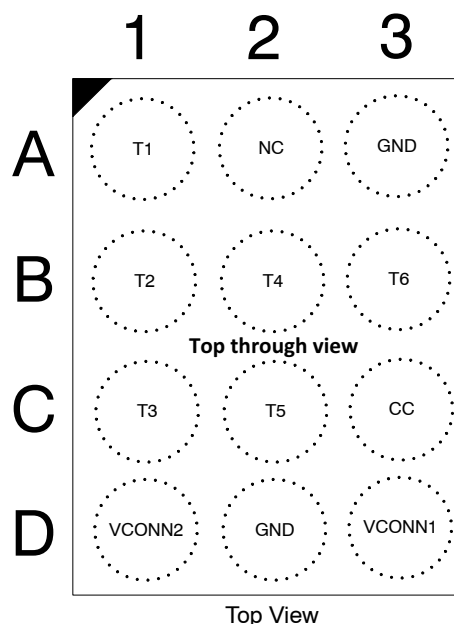 1 2 3
A T1 NC GND
B T2 T4 T6
Top through view
C T3 T5 CC
D VCONN2 GND VCONN1
Top View